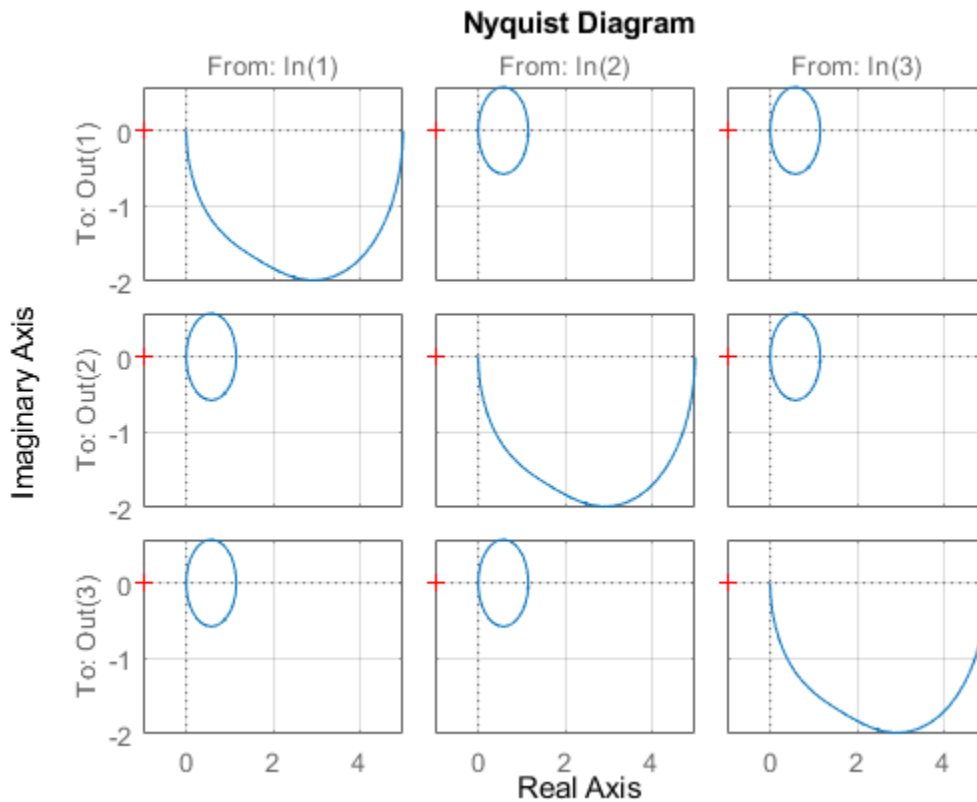 Nyquist Diagram
From: In(1) From: In(2) From: In(3)
Imaginary Axis
To: Out(1)
0
-1
-2
To: Out(2)
0
-1
-2
To: Out(3)
0
-1
-2
0 2 4 0 2 4 0 2 4
Real Axis